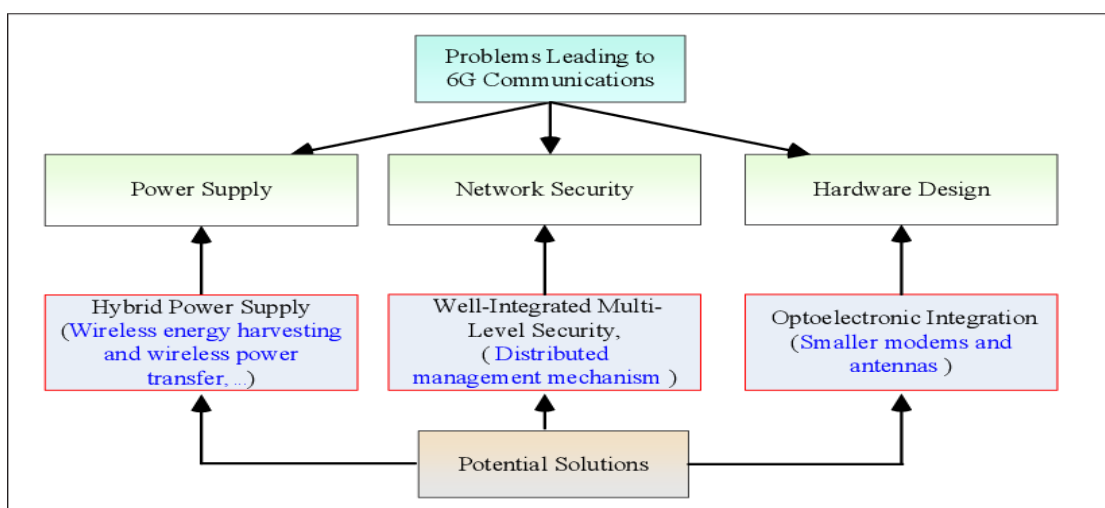 Problems Leading to
6G Communications
Power Supply
Network Security
Hardware Design
Hybrid Power Supply
(Wireless energy harvesting
and wireless power
transfer, ...)
Well-Integrated Multi-
Level Security,
( Distributed
management mechanism )
Optoelectronic Integration
(Smaller modems and
antennas )
Potential Solutions